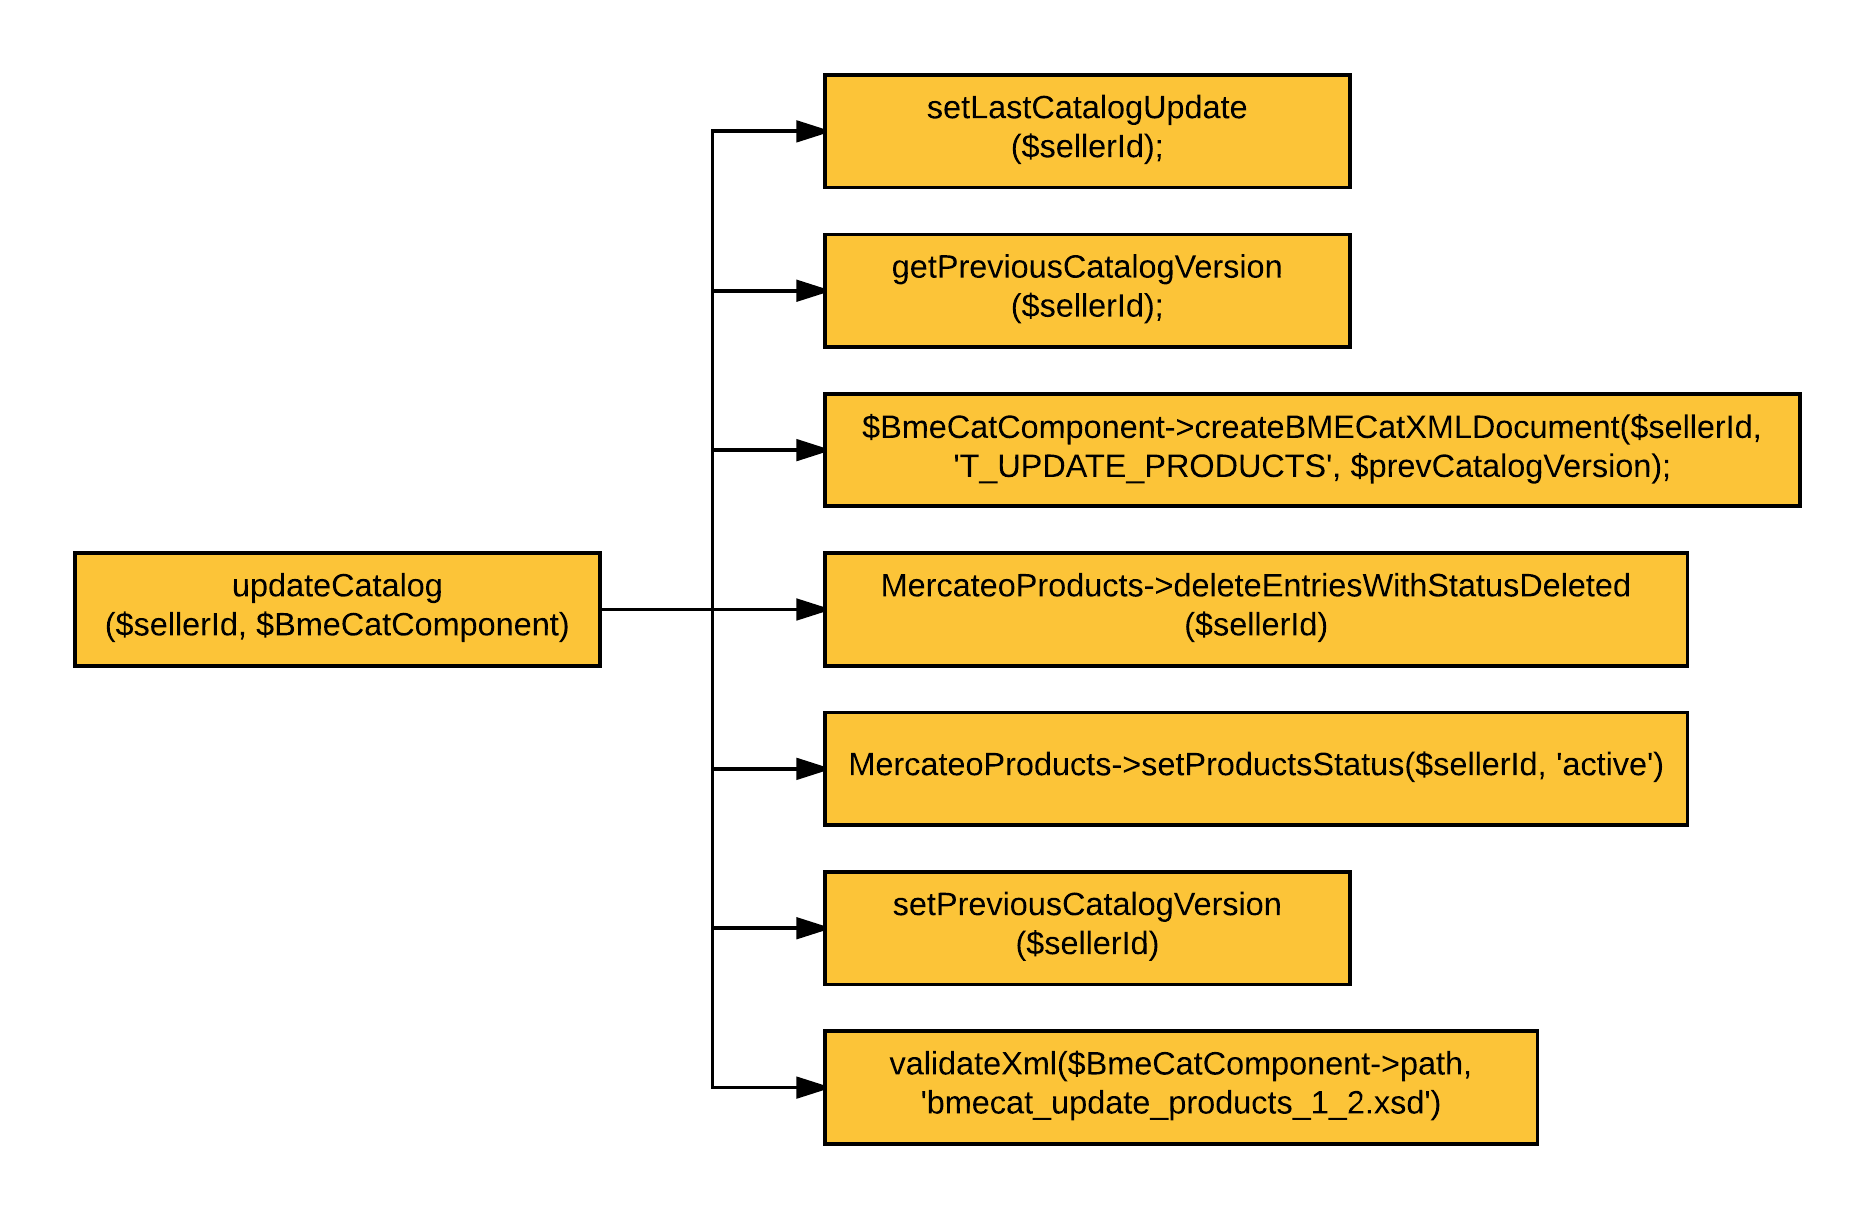 setLastCatalogUpdate
($sellerId);
getPreviousCatalogVersion
($sellerId);
$BmeCatComponent->createBMECatXMLDocument($sellerId,
'T_UPDATE_PRODUCTS', $prevCatalogVersion);
updateCatalog
($sellerId, $BmeCatComponent)
MercateoProducts->deleteEntriesWithStatusDeleted
($sellerId)
MercateoProducts->setProductsStatus($sellerId, 'active')
setPreviousCatalogVersion
($sellerId)
validateXml($BmeCatComponent->path,
'bmecat_update_products_1_2.xsd')